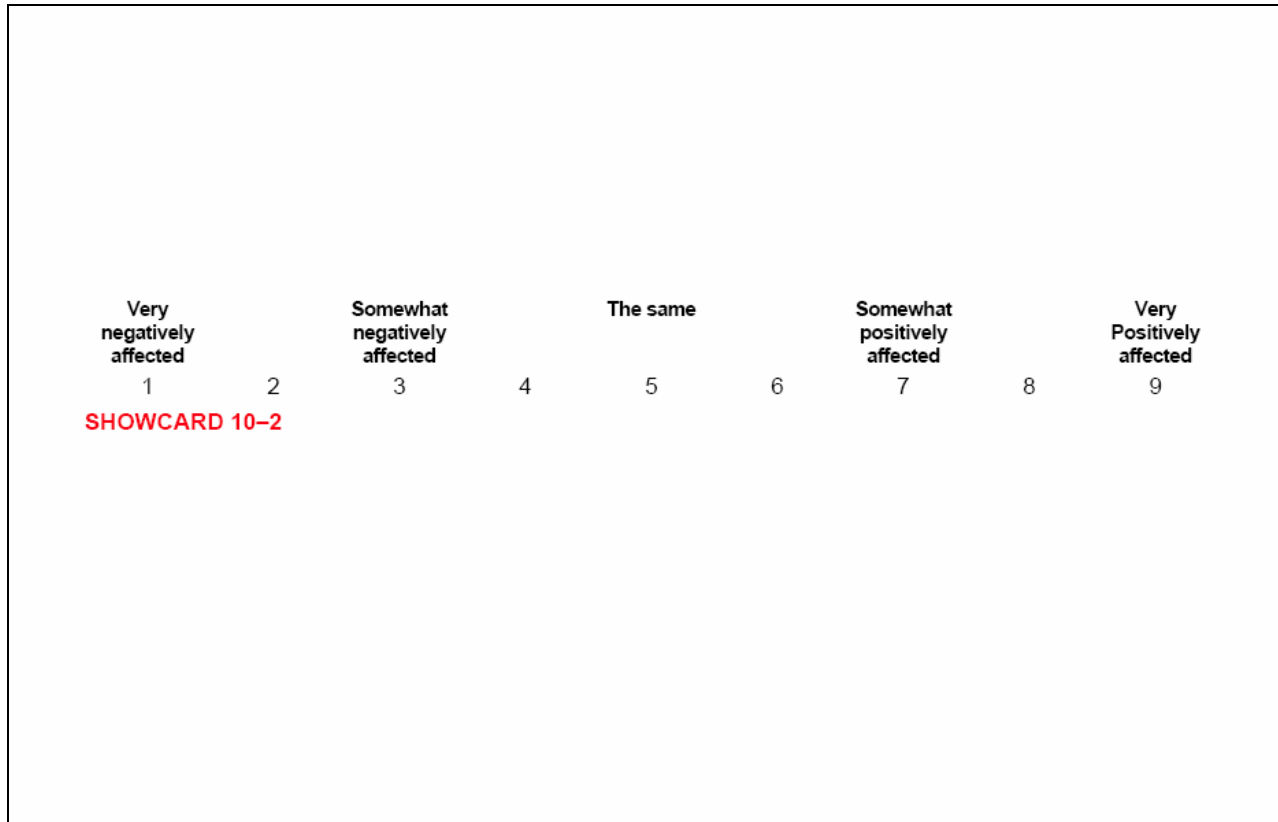 Very Somewhat The same Somewhat Very
negatively negatively positively Positively
affected affected affected affected
1 2 3 4 5 6 7 8 9
SHOWCARD 10–2